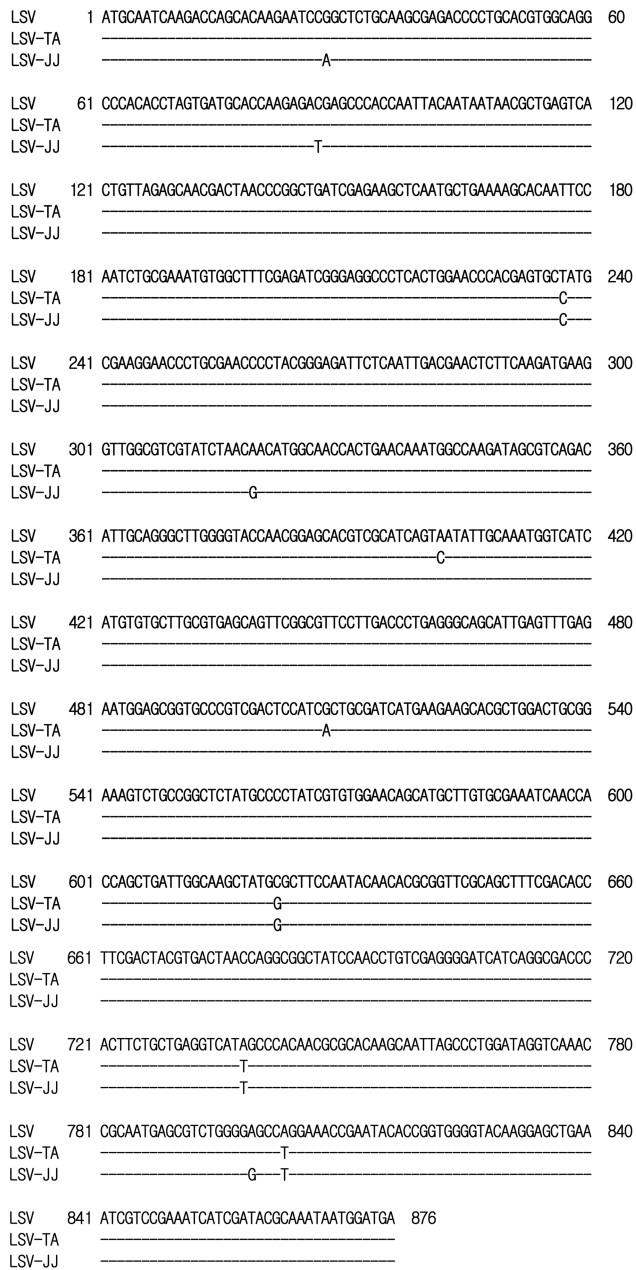 LSV 1 ATGCAATCAAGACCAGCACAAGAATCCGGCTCTGCAAGCGAGACCCCTGCACGTGGCAGG 60
LSV-TA ------------------------------------------------------------
LSV-JJ ---------------------------A--------------------------------
LSV 61 CCCACACCTAGTGATGCACCAAGAGACGAGCCCACCAATTACAATAATAACGCTGAGTCA 120
LSV-TA ------------------------------------------------------------
LSV-JJ --------------------------T---------------------------------
LSV 121 CTGTTAGAGCAACGACTAACCCGGCTGATCGAGAAGCTCAATGCTGAAAAGCACAATTCC 180
LSV-TA ------------------------------------------------------------
LSV-JJ ------------------------------------------------------------
LSV 181 AATCTGCGAAATGTGGCTTTCGAGATCGGGAGGCCCTCACTGGAACCCACGAGTGCTATG 240
LSV-TA --------------------------------------------------------C---
LSV-JJ --------------------------------------------------------C---
LSV 241 CGAAGGAACCCTGCGAACCCCTACGGGAGATTCTCAATTGACGAACTCTTCAAGATGAAG 300
LSV-TA ------------------------------------------------------------
LSV-JJ ------------------------------------------------------------
LSV 301 GTTGGCGTCGTATCTAACAACATGGCAACCACTGAACAAATGGCCAAGATAGCGTCAGAC 360
LSV-TA ------------------------------------------------------------
LSV-JJ ------------------G-----------------------------------------
LSV 361 ATTGCAGGGCTTGGGGTACCAACGGAGCACGTCGCATCAGTAATATTGCAAATGGTCATC 420
LSV-TA -----------------------------------------C------------------
LSV-JJ ------------------------------------------------------------
LSV 421 ATGTGTGCTTGCGTGAGCAGTTCGGCGTTCCTTGACCCTGAGGGCAGCATTGAGTTTGAG 480
LSV-TA ------------------------------------------------------------
LSV-JJ ------------------------------------------------------------
LSV 481 AATGGAGCGGTGCCCGTCGACTCCATCGCTGCGATCATGAAGAAGCACGCTGGACTGCGG 540
LSV-TA ---------------------------A--------------------------------
LSV-JJ ------------------------------------------------------------
LSV 541 AAAGTCTGCCGGCTCTATGCCCCTATCGTGTGGAACAGCATGCTTGTGCGAAATCAACCA 600
LSV-TA ------------------------------------------------------------
LSV-JJ ------------------------------------------------------------
LSV 601 CCAGCTGATTGGCAAGCTATGCGCTTCCAATACAACACGCGGTTCGCAGCTTTCGACACC 660
LSV-TA ---------------------G--------------------------------------
LSV-JJ ---------------------G--------------------------------------
LSV 661 TTCGACTACGTGACTAACCAGGCGGCTATCCAACCTGTCGAGGGGATCATCAGGCGACCC 720
LSV-TA ------------------------------------------------------------
LSV-JJ ------------------------------------------------------------
LSV 721 ACTTCTGCTGAGGTCATAGCCCACAACGCGCACAAGCAATTAGCCCTGGATAGGTCAAAC 780
LSV-TA -----------------T------------------------------------------
LSV-JJ -----------------T------------------------------------------
LSV 781 CGCAATGAGCGTCTGGGGAGCCAGGAAACCGAATACACCGGTGGGGTACAAGGAGCTGAA 840
LSV-TA ----------------------T-------------------------------------
LSV-JJ ------------------G---T-------------------------------------
LSV 841 ATCGTCCGAAATCATCGATACGCAAATAATGGATGA 876
LSV-TA ------------------------------------
LSV-JJ ------------------------------------